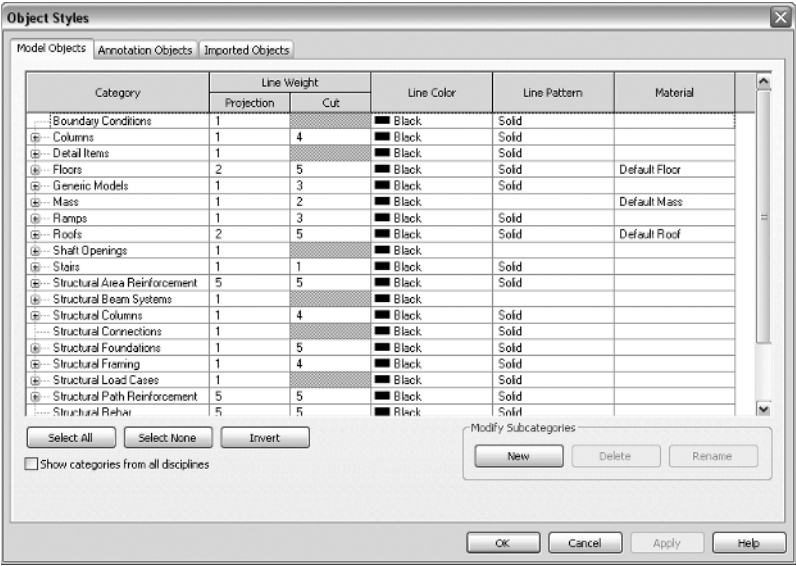 Object Styles
Model Objects Annotation Objects Imported Objects
Category Line Weight Line Color Line Pattern Material
Projection Cut
Boundary Conditions 1 Black Solid
Columns 1 4 Black Solid
Detail Items 1 Black Solid
Floors 2 5 Black Solid Default Floor
Generic Models 1 3 Black Solid
Mass 1 2 Black Default Mass
Ramps 1 3 Black Solid
Roofs 2 5 Black Solid Default Roof
Shaft Openings 1 Black
Stairs 1 1 Black Solid
Structural Area Reinforcement 5 5 Black Solid
Structural Beam Systems 1 Black
Structural Columns 1 4 Black Solid
Structural Connections 1 Black Solid
Structural Foundations 1 5 Black Solid
Structural Framing 1 4 Black Solid
Structural Load Cases 1 Black Solid
Structural Path Reinforcement 5 5 Black Solid
Structural Rebar 5 5 Black Solid
Select All Select None Invert
Modify Subcategories
New Delete Rename
Show categories from all disciplines
OK Cancel Apply Help